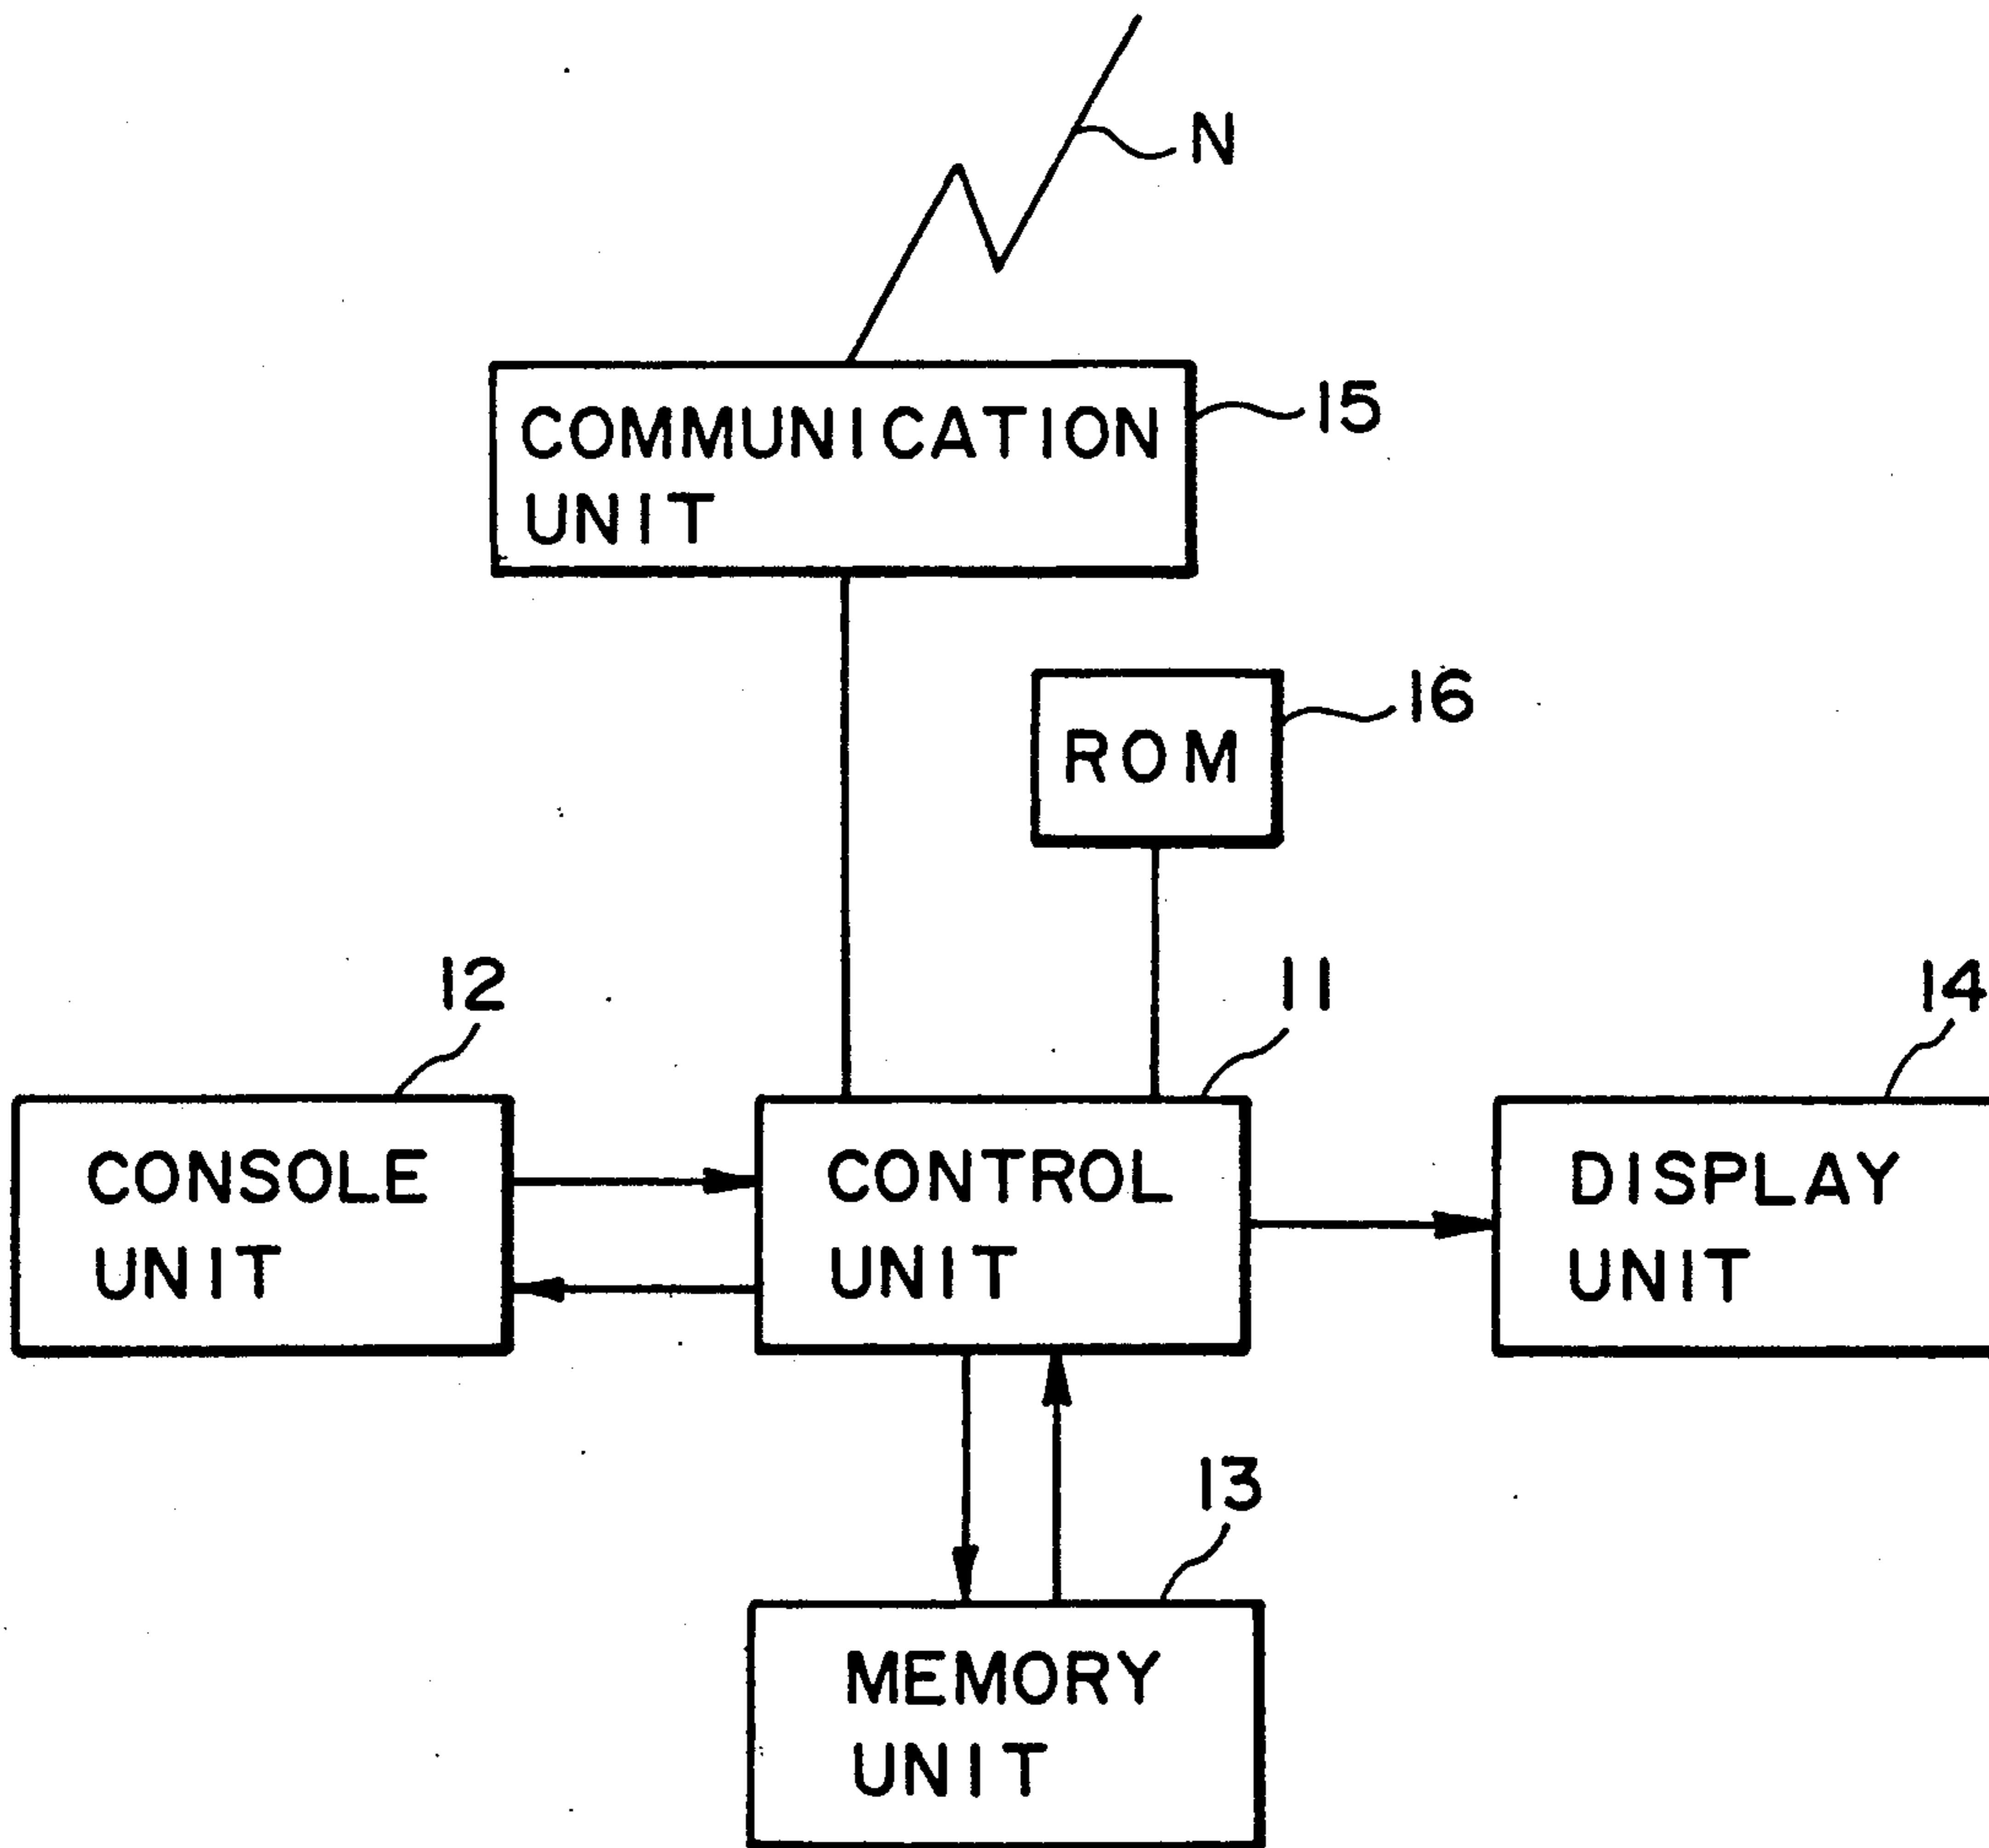 N
COMMUNICATION
UNIT
15
ROM
16
12
11
14
CONSOLE
UNIT
CONTROL
UNIT
DISPLAY
UNIT
13
MEMORY
UNIT